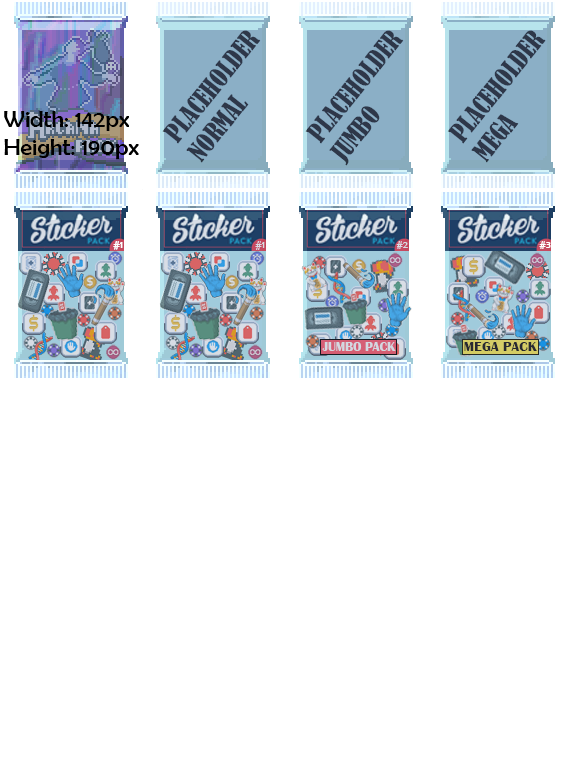 Width: 142px
Height: 190px
PLACEHOLDER
NORMAL
PLACEHOLDER
JUMBO
PLACEHOLDER
MEGA
Sticker
PACK
#1
Sticker
PACK
#1
Sticker
PACK
#2
JUMBO PACK
Sticker
PACK
#3
MEGA PACK